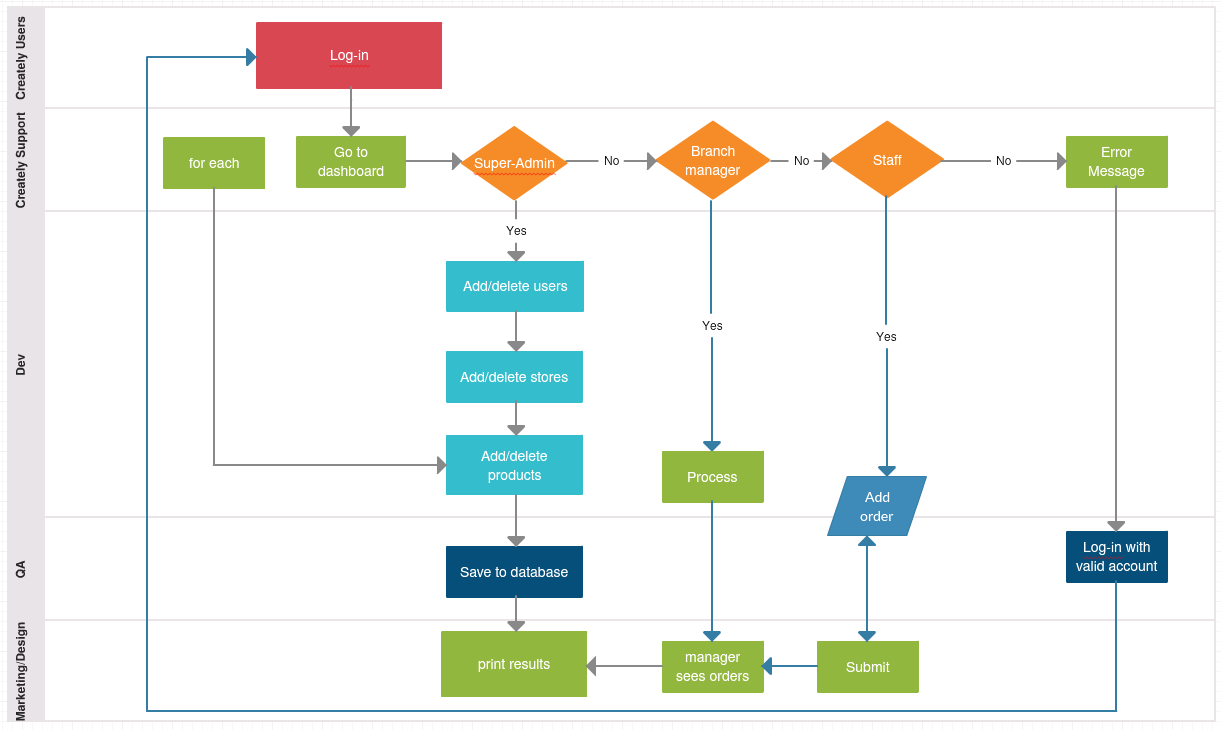 Creately Users
Log-in
Creately Support
for each
Go to
dashboard
Super-Admin
No
Branch
manager
No
Staff
No
Error
Message
Dev
Yes
Add/delete users
Yes
Yes
Add/delete stores
Add/delete
products
Process
Add
order
QA
Save to database
Log-in with
valid account
Marketing/Design
print results
manager
sees orders
Submit